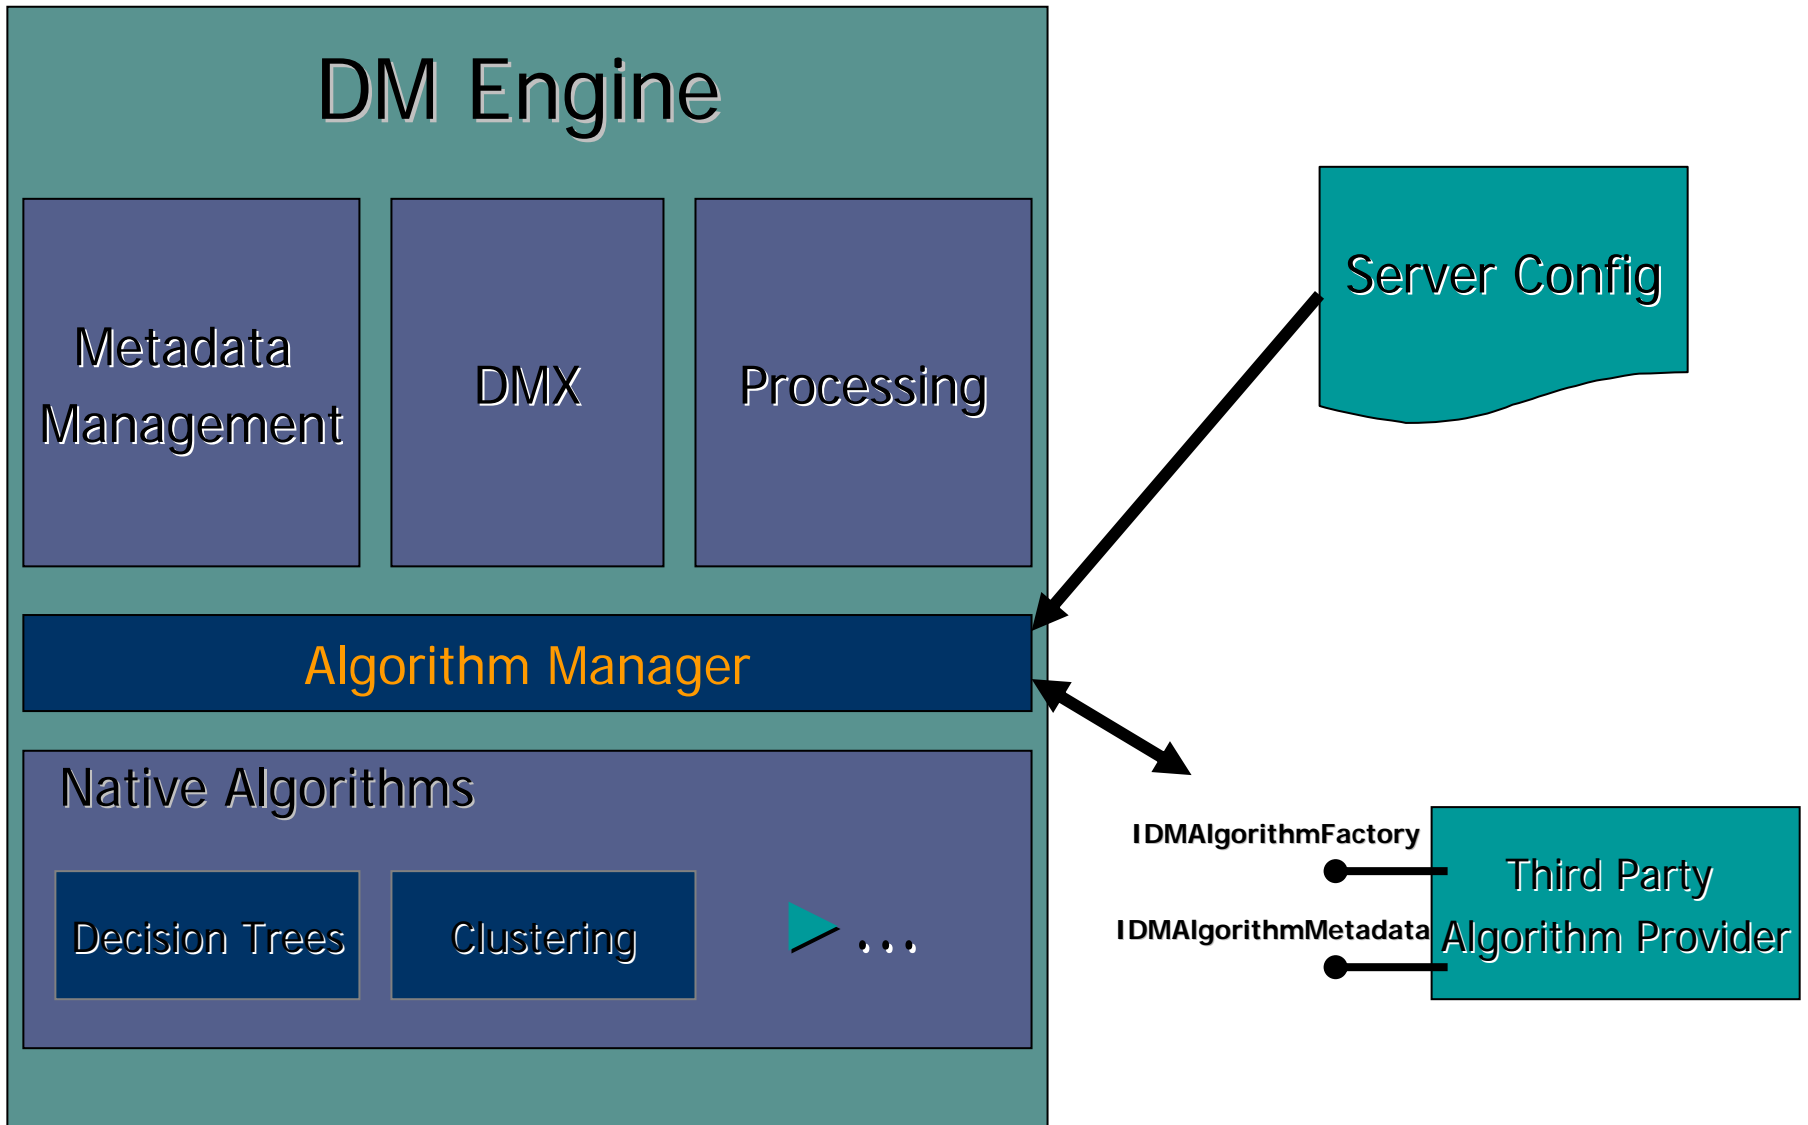 DM Engine
Metadata
Management
DMX
Processing
Server Config
Algorithm Manager
Native Algorithms
Decision Trees
Clustering
...
IDMAlgorithmFactory
IDMAlgorithmMetadata
Third Party
Algorithm Provider